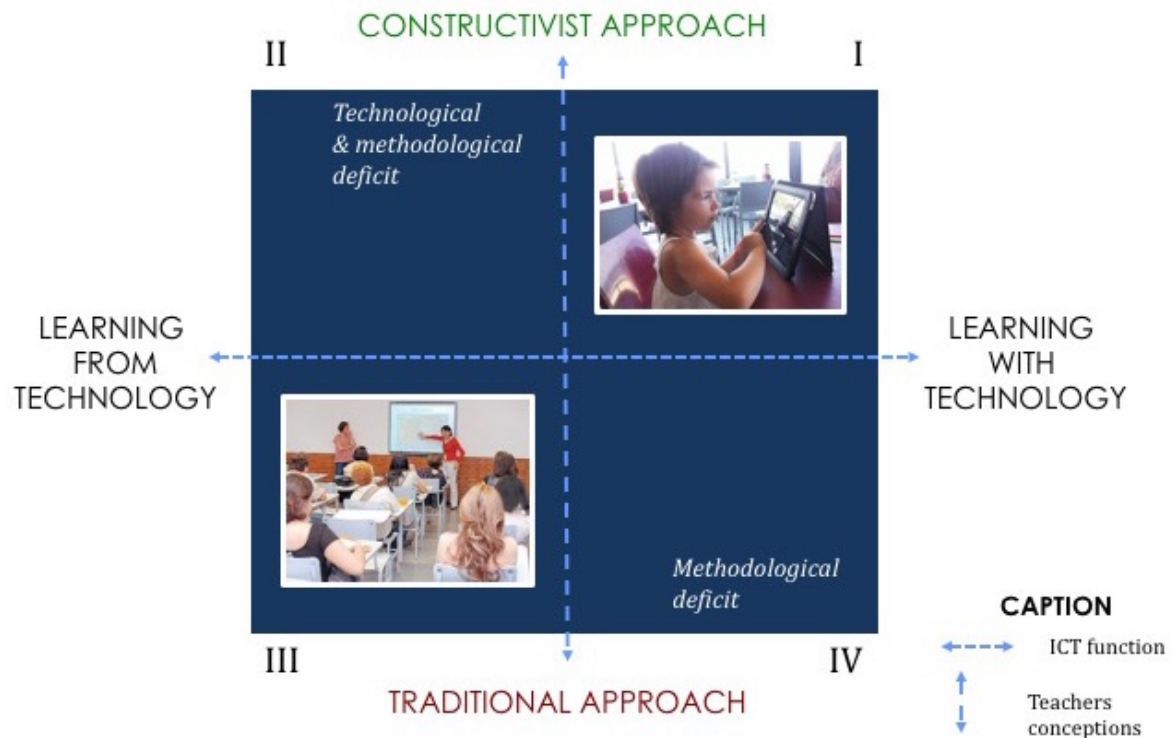 CONSTRUCTIVIST APPROACH
II
I
Technological
& methodological
deficit
LEARNING
FROM
TECHNOLOGY
LEARNING
WITH
TECHNOLOGY
Methodological
deficit
III
IV
TRADITIONAL APPROACH
CAPTION
ICT function
Teachers
conceptions